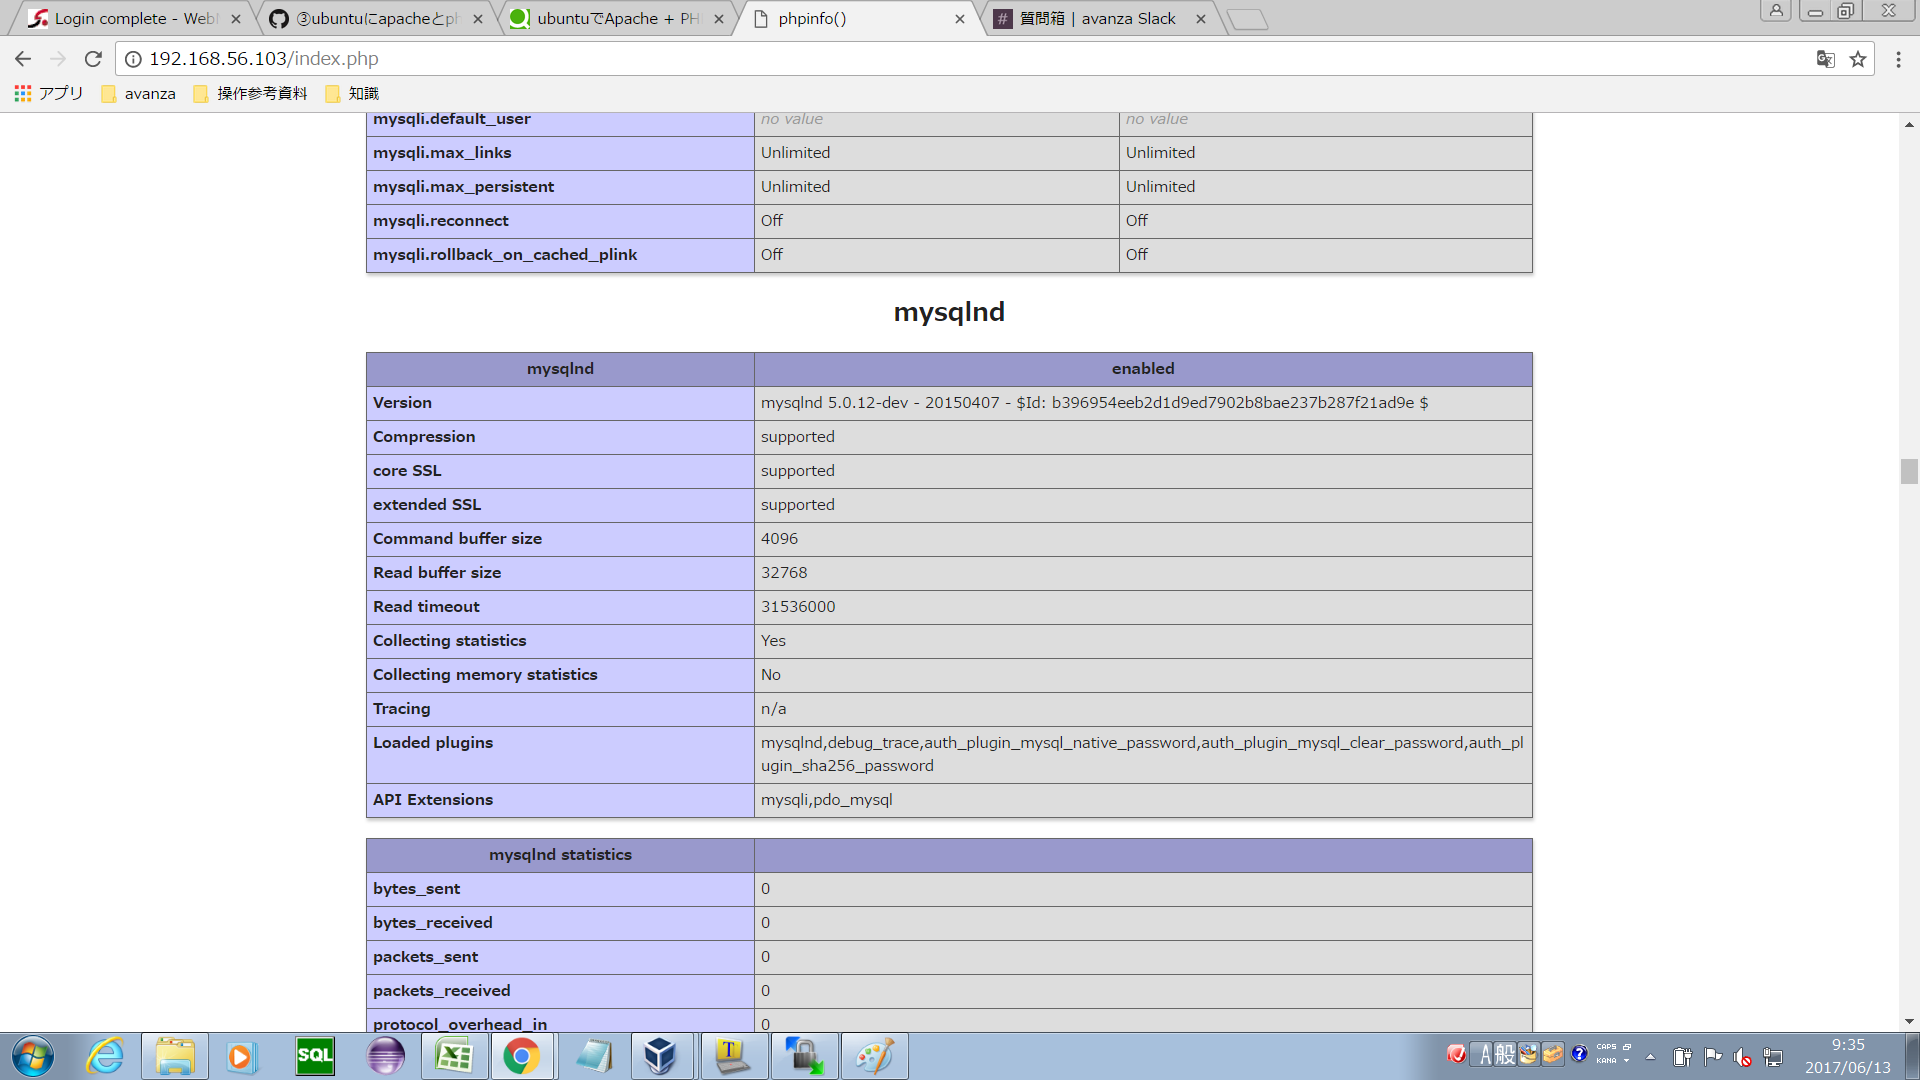 Login complete - Web
③ubuntuにapacheとph
ubuntuでApache + PH
phpinfo()
# 質問箱 | avanza Slack
192.168.56.103/index.php
アプリ avanza 操作参考資料 知識
mysqli.default_user no value no value
mysqli.max_links Unlimited Unlimited
mysqli.max_persistent Unlimited Unlimited
mysqli.reconnect Off Off
mysqli.rollback_on_cached_plink Off Off
mysqlnd
mysqlnd enabled
Version mysqlnd 5.0.12-dev - 20150407 - $Id: b396954eeb2d1d9ed7902b8bae237b287f21ad9e $
Compression supported
core SSL supported
extended SSL supported
Command buffer size 4096
Read buffer size 32768
Read timeout 31536000
Collecting statistics Yes
Collecting memory statistics No
Tracing n/a
Loaded plugins mysqlnd,debug_trace,auth_plugin_mysql_native_password,auth_plugin_mysql_clear_password,auth_pl
ugin_sha256_password
API Extensions mysqli,pdo_mysql
mysqlnd statistics
bytes_sent 0
bytes_received 0
packets_sent 0
packets_received 0
protocol_overhead_in 0
SQL
A 般
CAPS
KANA
9:35
2017/06/13